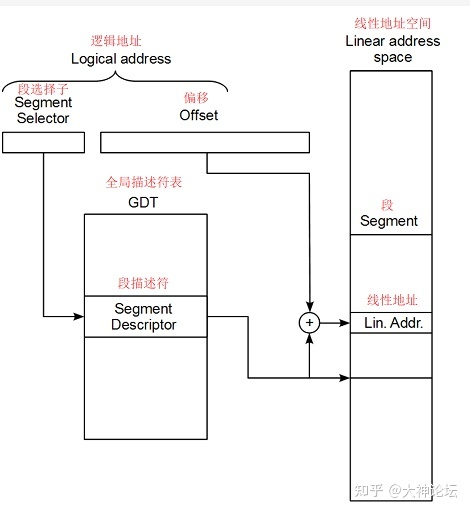 逻辑地址
Logical address
段选择子
Segment
Selector
偏移
Offset
全局描述符表
GDT
段描述符
Segment
Descriptor
+
线性地址空间
Linear address
space
段
Segment
线性地址
Lin. Addr.
知乎 @大神论坛